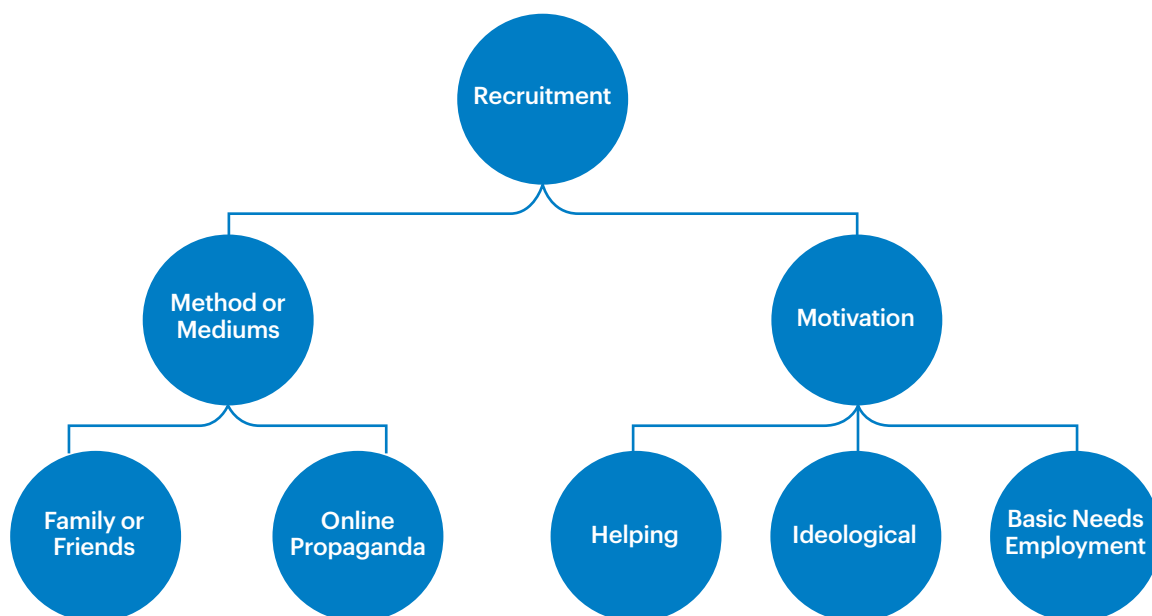 Recruitment
Method or
Mediums
Motivation
Family or
Friends
Online
Propaganda
Helping
Ideological
Basic Needs
Employment